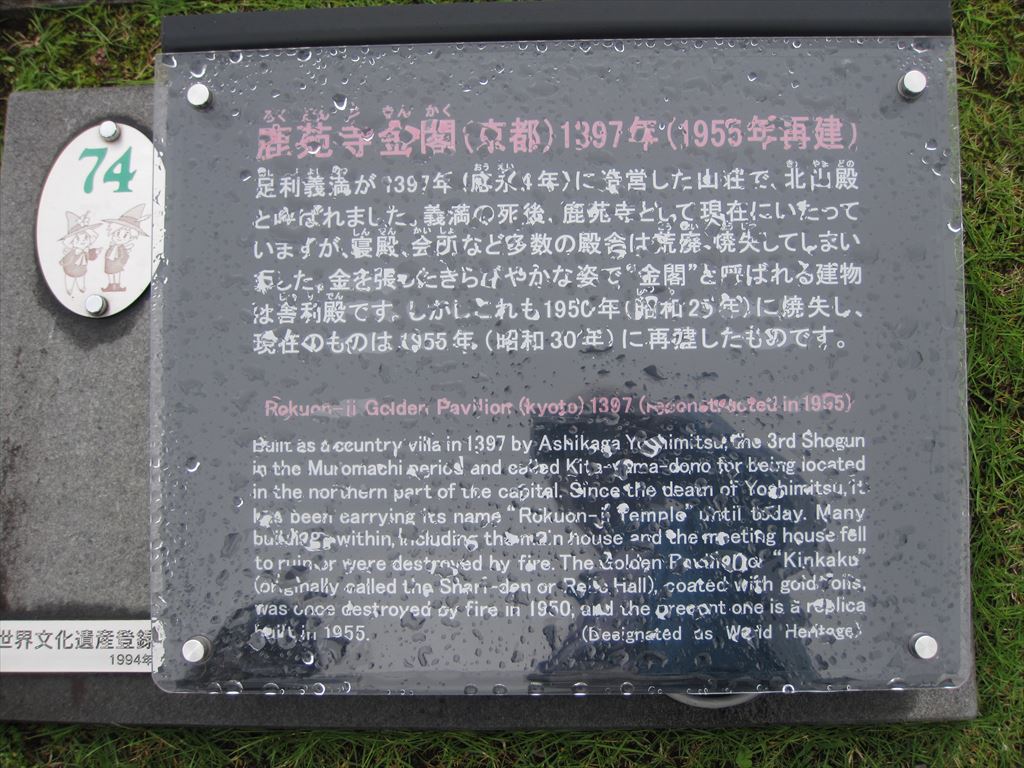 74
世界文化遺産登録
1994年
ろく おん じ きん かく
鹿苑寺金閣(京都)1397年(1955年再建)
足利義満が1397年(応永4年)に造営した山荘で、北山殿
と呼ばれました。義満の死後、鹿苑寺として現在にいたって
いますが、寝殿、会所など多数の殿舎は荒廃、焼失してしまい
ました。金を張ったきらびやかな姿で“金閣”と呼ばれる建物
は舎利殿です。しかしこれも1950年(昭和25年)に焼失し、
現在のものは1955年(昭和30年)に再建したものです。
Rokuon-ji Golden Pavilion (kyoto) 1397 (reconstructed in 1955)
Built as a country villa in 1397 by Ashikaga Yoshimitsu, the 3rd Shogun
in the Muromachi period and called Kita-yama-dono for being located
in the northern part of the capital. Since the death of Yoshimitsu, it
has been carrying its name “Rokuon-ji Temple” until today. Many
buildings within, including the main house and the meeting house fell
to ruin or were destroyed by fire. The Golden Pavilion or “Kinkaku”
(originally called the Shari-den or Relic Hall), coated with gold foils,
was once destroyed by fire in 1950, and the present one is a replica
built in 1955. (Designated as World Heritage)